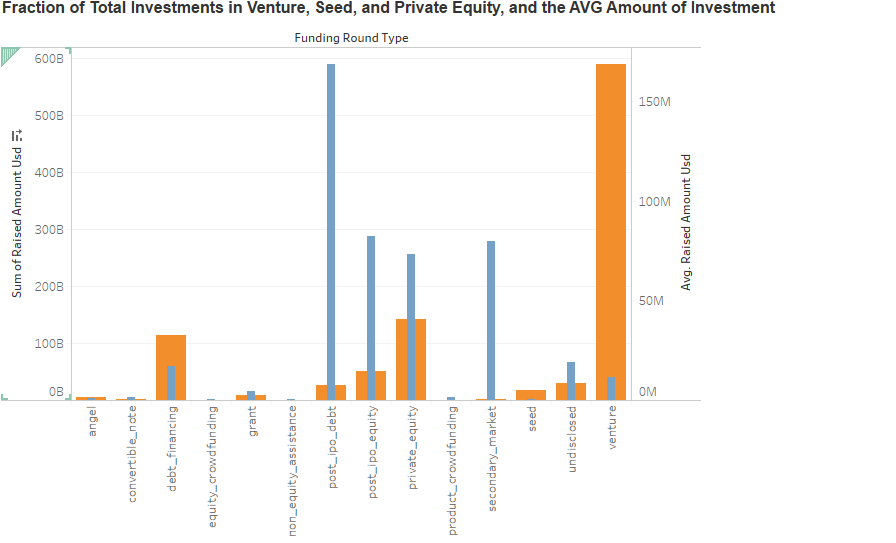 Fraction of Total Investments in Venture, Seed, and Private Equity, and the AVG Amount of Investment
Funding Round Type
Sum of Raised Amount Usd
600B
500B
400B
300B
200B
100B
0B
150M
100M
50M
0M
Avg. Raised Amount Usd
angel
convertible_note
debt_financing
equity_crowdfunding
grant
non_equity_assistance
post_ipo_debt
post_ipo_equity
private_equity
product_crowdfunding
secondary_market
seed
undisclosed
venture